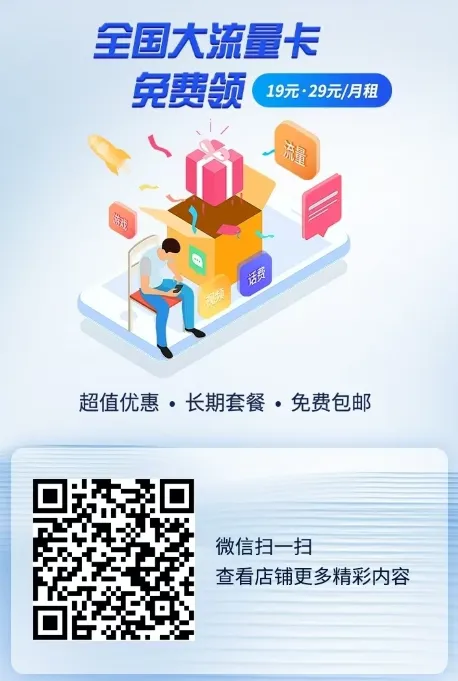 全国大流量卡
免费领
19元·29元/月租
流量
游戏
话费
超值优惠 • 长期套餐 • 免费包邮
微信扫一扫
查看店铺更多精彩内容